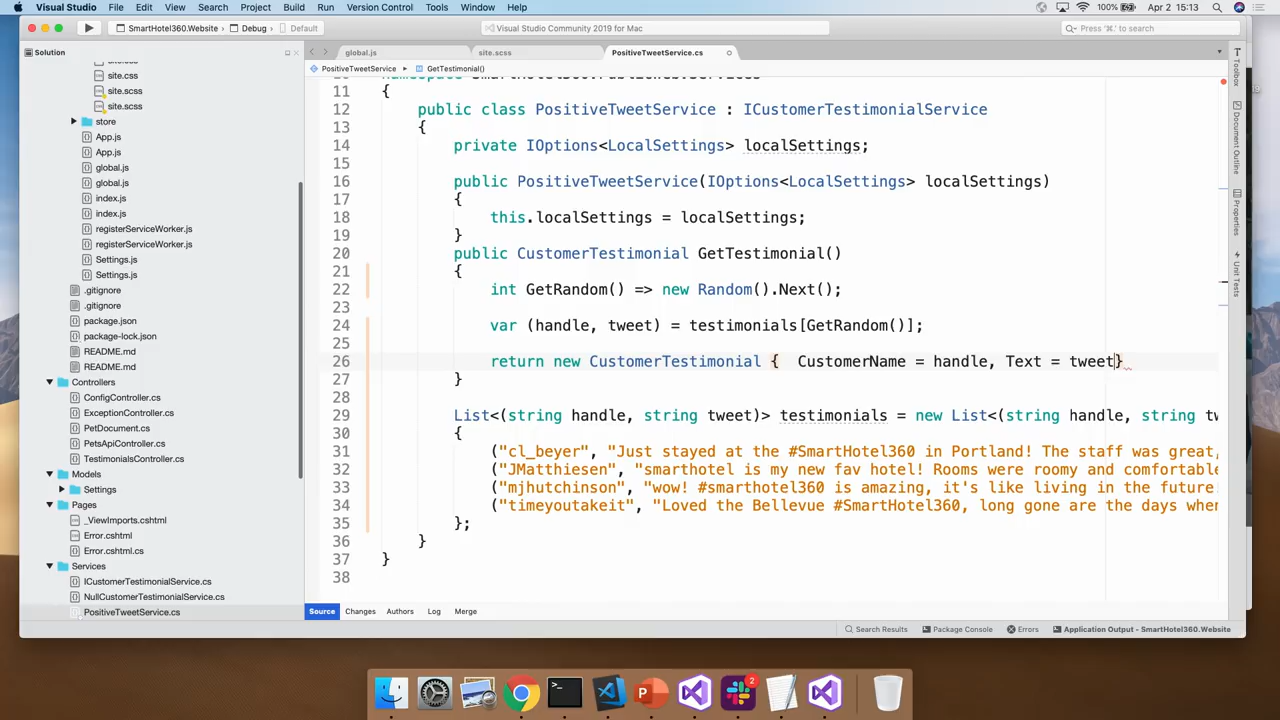 Visual Studio File Edit View Search Project Build Run Version Control Tools Window Help 100% Apr 2 15:13
SmartHotel360.Website Debug Default Visual Studio Community 2019 for Mac Press '⌘.' to search
Solution
global.js site.scss PositiveTweetService.cs
PositiveTweetService GetTestimonial()
site.css
site.css
site.scss
site.scss
store
App.js
App.js
global.js
global.js
index.js
index.js
registerServiceWorker.js
registerServiceWorker.js
Settings.js
Settings.js
.gitignore
.gitignore
package.json
package-lock.json
README.md
README.md
Controllers
ConfigController.cs
ExceptionController.cs
PetDocument.cs
PetsApiController.cs
TestimonialsController.cs
Models
Settings
Pages
_ViewImports.cshtml
Error.cshtml
Error.cshtml.cs
Services
ICustomerTestimonialService.cs
NullCustomerTestimonialService.cs
PositiveTweetService.cs
11 {
12 public class PositiveTweetService : ICustomerTestimonialService
13 {
14 private IOptions<LocalSettings> localSettings;
15
16 public PositiveTweetService(IOptions<LocalSettings> localSettings)
17 {
18 this.localSettings = localSettings;
19 }
20 public CustomerTestimonial GetTestimonial()
21 {
22 int GetRandom() => new Random().Next();
23
24 var (handle, tweet) = testimonials[GetRandom()];
25
26 return new CustomerTestimonial {  CustomerName = handle, Text = tweet}
27 }
28
29 List<(string handle, string tweet)> testimonials = new List<(string handle, string tw
30 {
31 ("cl_beyer", "Just stayed at the #SmartHotel360 in Portland! The staff was great,
32 ("JMatthiesen", "smarthotel is my new fav hotel! Rooms were roomy and comfortable
33 ("mjhutchinson", "wow! #smarthotel360 is amazing, it's like living in the future
34 ("timeyoutakeit", "Loved the Bellevue #SmartHotel360, long gone are the days when
35 };
36 }
37 }
38
Toolbox
Document Outline
Properties
Unit Tests
Source Changes Authors Log Merge
Search Results Package Console Errors Application Output - SmartHotel360.Website
2